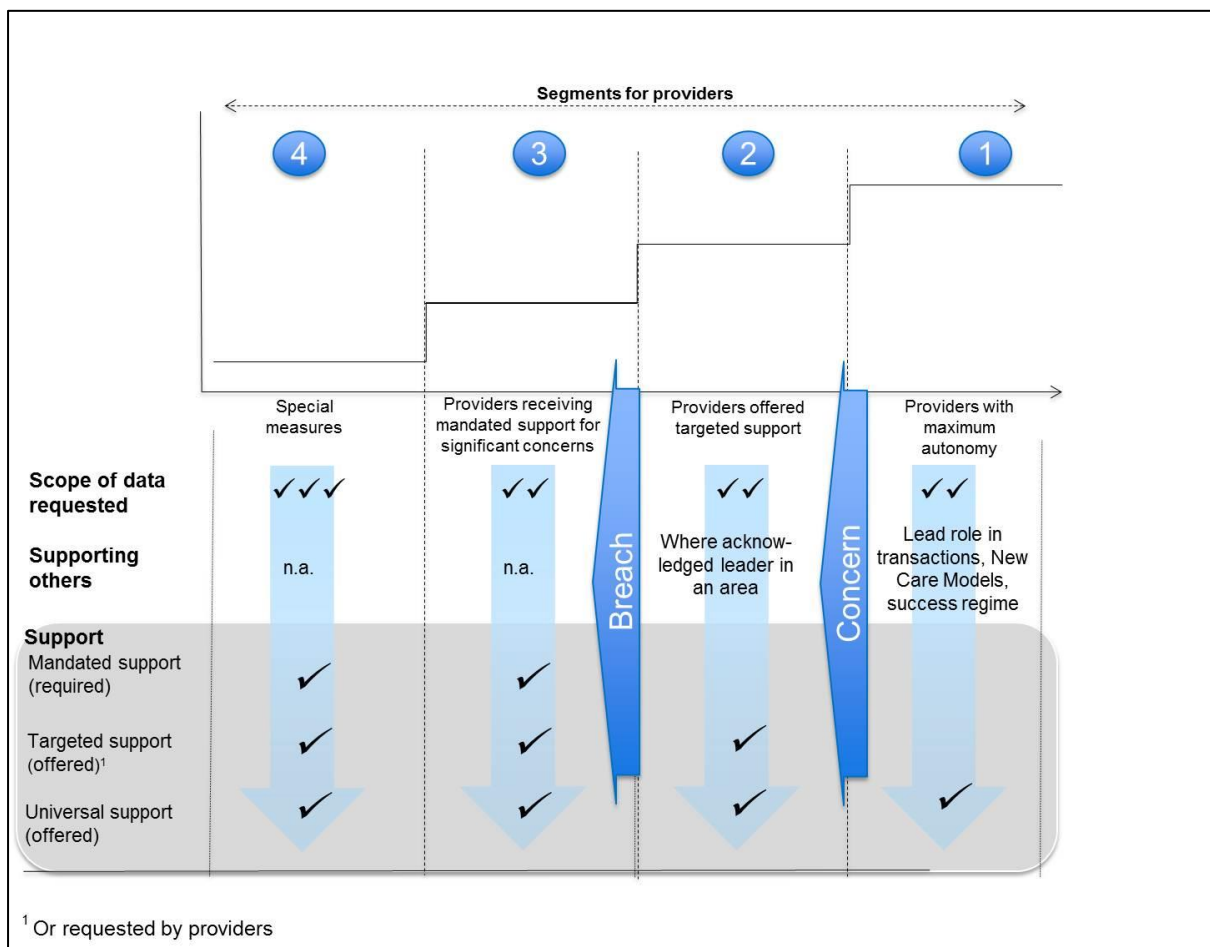 Segments for providers
4
3
2
1
Special
measures
Providers receiving
mandated support for
significant concerns
Providers offered
targeted support
Providers with
maximum
autonomy
Scope of data
requested
✓✓✓
✓✓
✓✓
✓✓
Supporting
others
n.a.
n.a.
Where acknow-
ledged leader in
an area
Lead role in
transactions, New
Care Models,
success regime
Breach
Concern
Support
Mandated support
(required)
✓
✓
Targeted support
(offered)¹
✓
✓
✓
Universal support
(offered)
✓
✓
✓
✓
¹ Or requested by providers